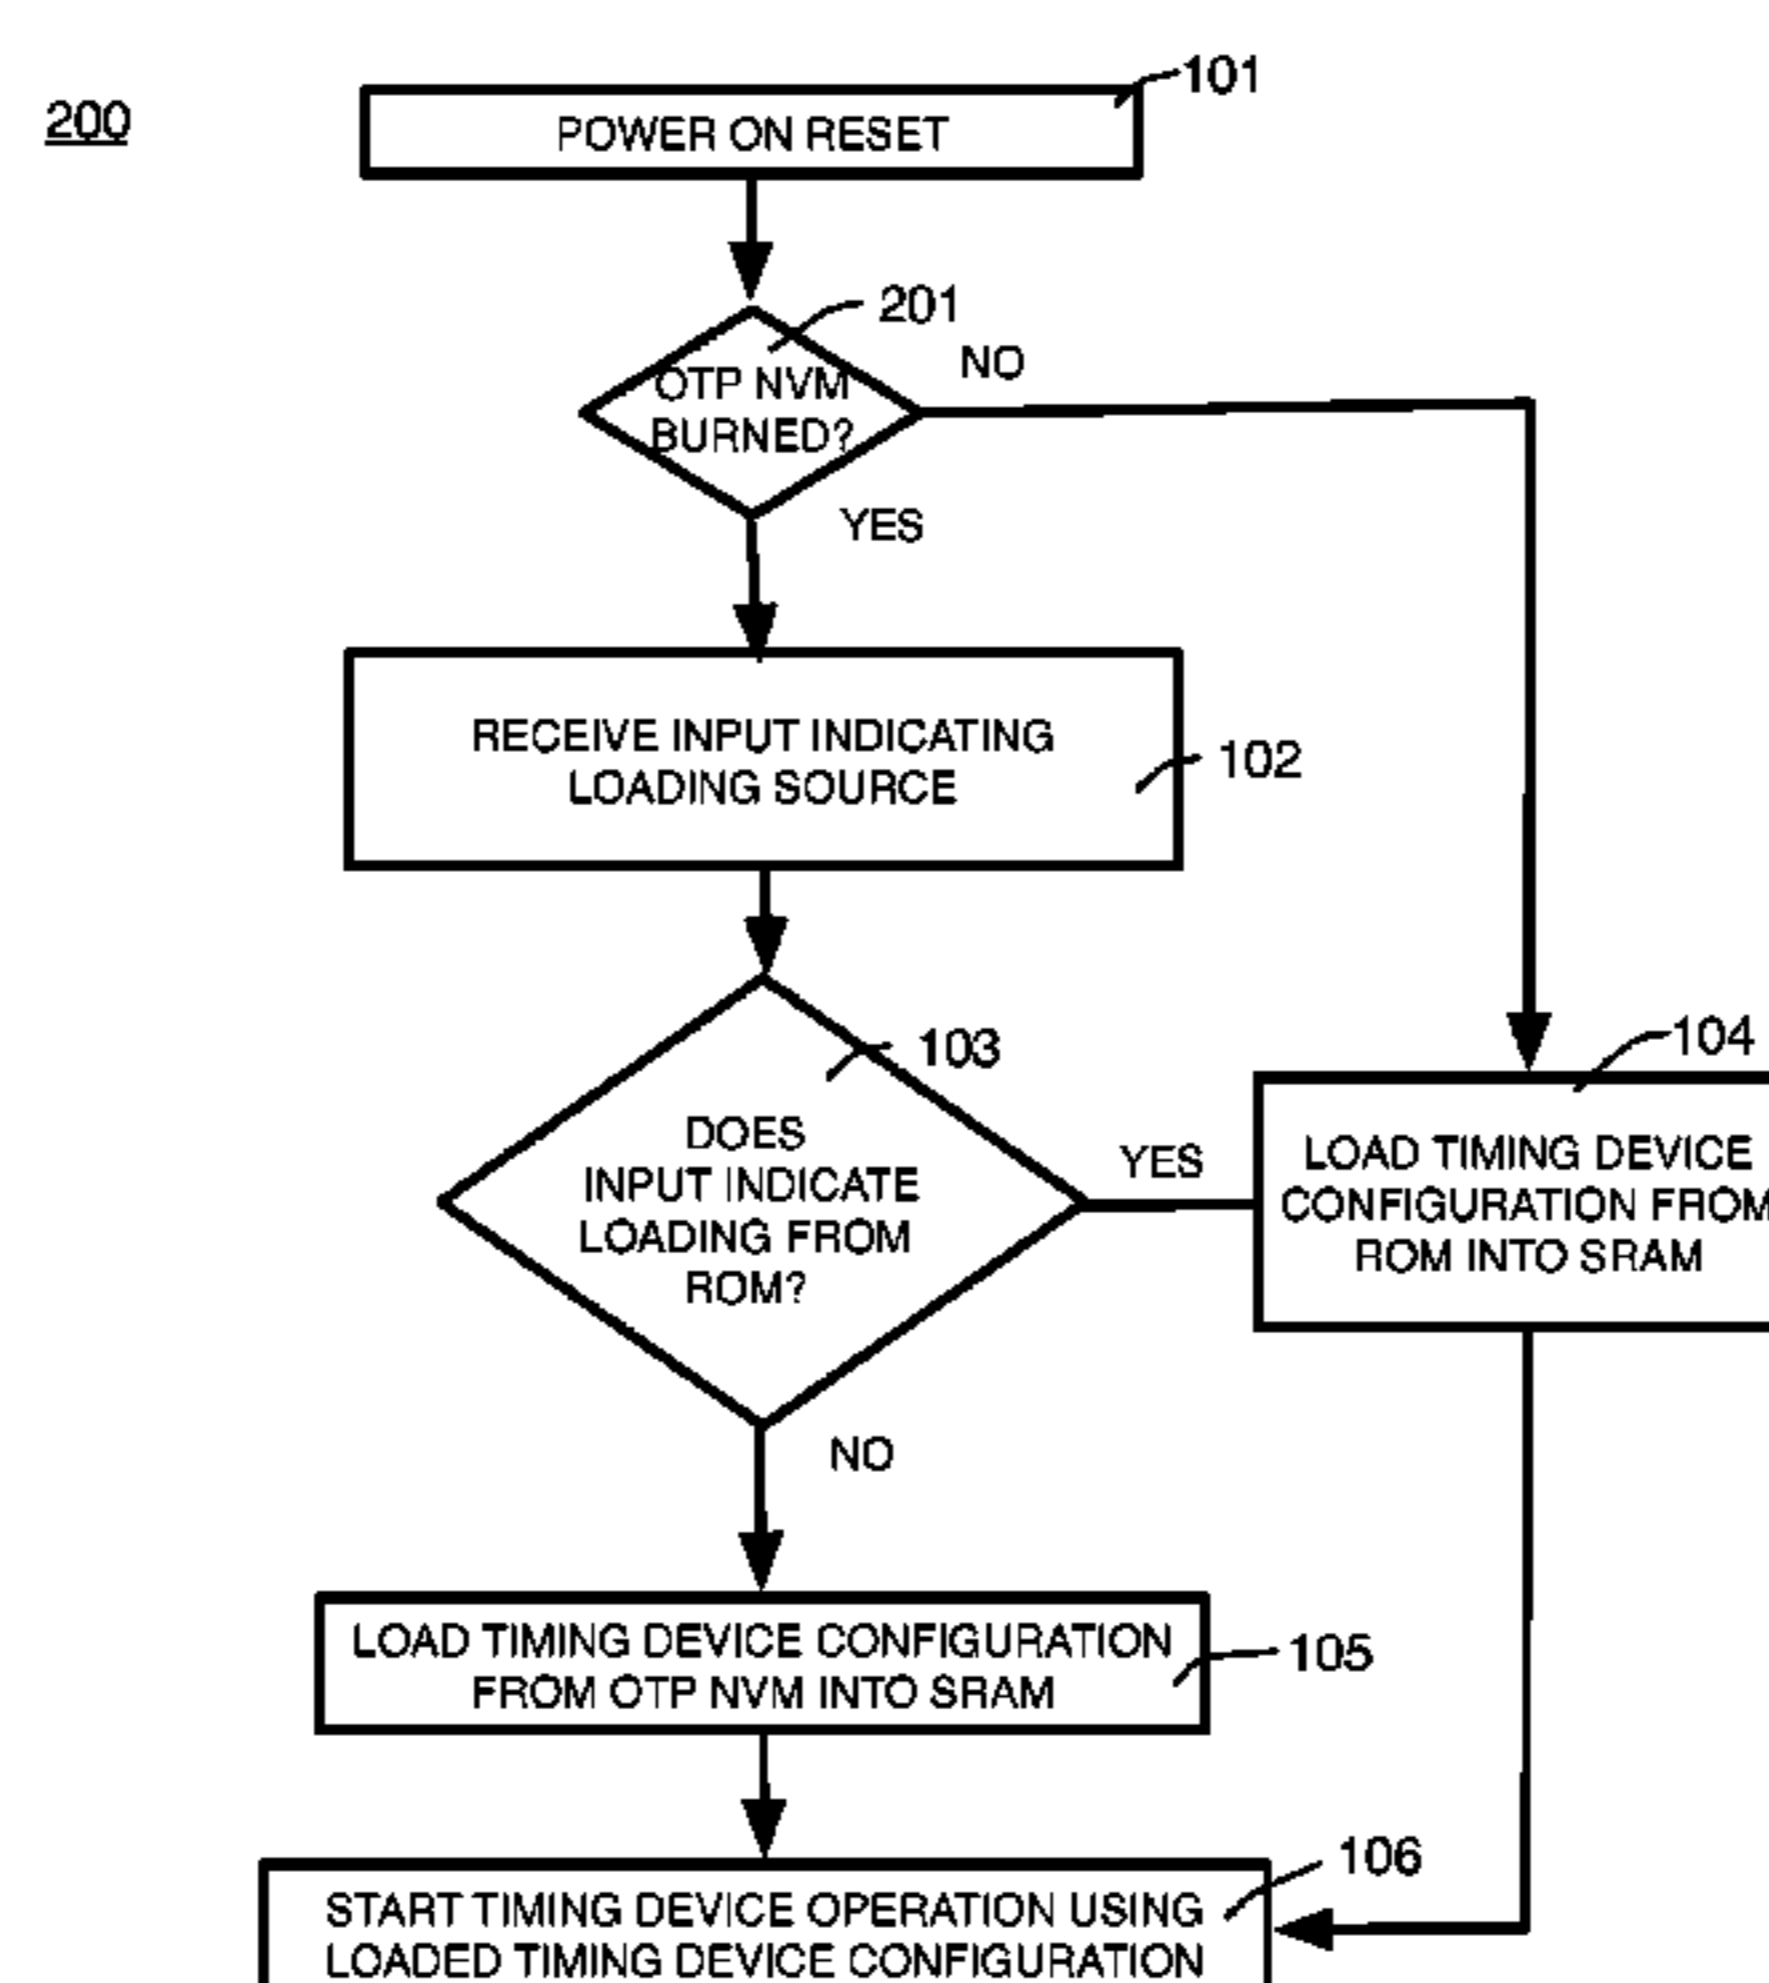 101
200
POWER ON RESET
201
NO
OTP NVM
BURNED?
YES
RECEIVE INPUT INDICATING
LOADING SOURCE
102
103
104
DOES
INPUT INDICATE
LOADING FROM
ROM?
YES
LOAD TIMING DEVICE
CONFIGURATION FROM
ROM INTO SRAM
NO
LOAD TIMING DEVICE CONFIGURATION
FROM OTP NVM INTO SRAM
105
106
START TIMING DEVICE OPERATION USING
LOADED TIMING DEVICE CONFIGURATION